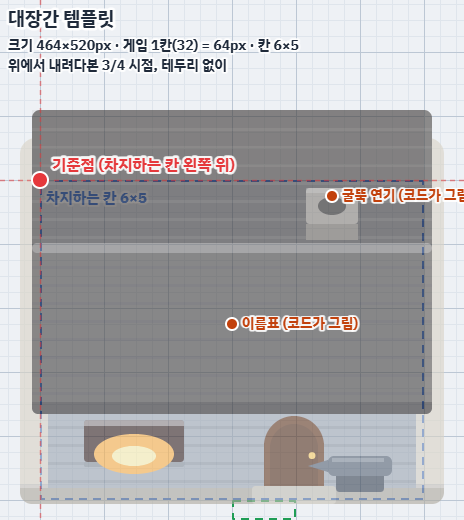 대장간 템플릿
크기 464×520px · 게임 1칸(32) = 64px · 칸 6×5
위에서 내려다본 3/4 시점, 테두리 없이
기준점 (차지하는 칸 왼쪽 위)
차지하는 칸 6×5
굴뚝 연기 (코드가 그림
이름표 (코드가 그림)